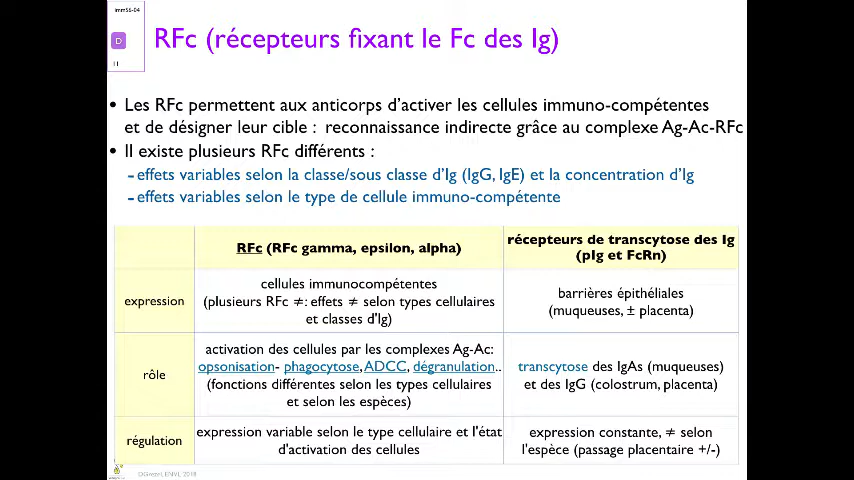 immS6-04
D
11
RFc (récepteurs fixant le Fc des Ig)
• Les RFc permettent aux anticorps d'activer les cellules immuno-compétentes
et de désigner leur cible : reconnaissance indirecte grâce au complexe Ag-Ac-RFc
• Il existe plusieurs RFc différents :
- effets variables selon la classe/sous classe d'Ig (IgG, IgE) et la concentration d'Ig
- effets variables selon le type de cellule immuno-compétente
RFc (RFc gamma, epsilon, alpha)
récepteurs de transcytose des Ig
(pIg et FcRn)
expression
cellules immunocompétentes
(plusieurs RFc ≠: effets ≠ selon types cellulaires
et classes d'Ig)
barrières épithéliales
(muqueuses, ± placenta)
rôle
activation des cellules par les complexes Ag-Ac:
opsonisation- phagocytose, ADCC, dégranulation..
(fonctions différentes selon les types cellulaires
et selon les espèces)
transcytose des IgAs (muqueuses)
et des IgG (colostrum, placenta)
régulation
expression variable selon le type cellulaire et l'état
d'activation des cellules
expression constante, ≠ selon
l'espèce (passage placentaire +/-)